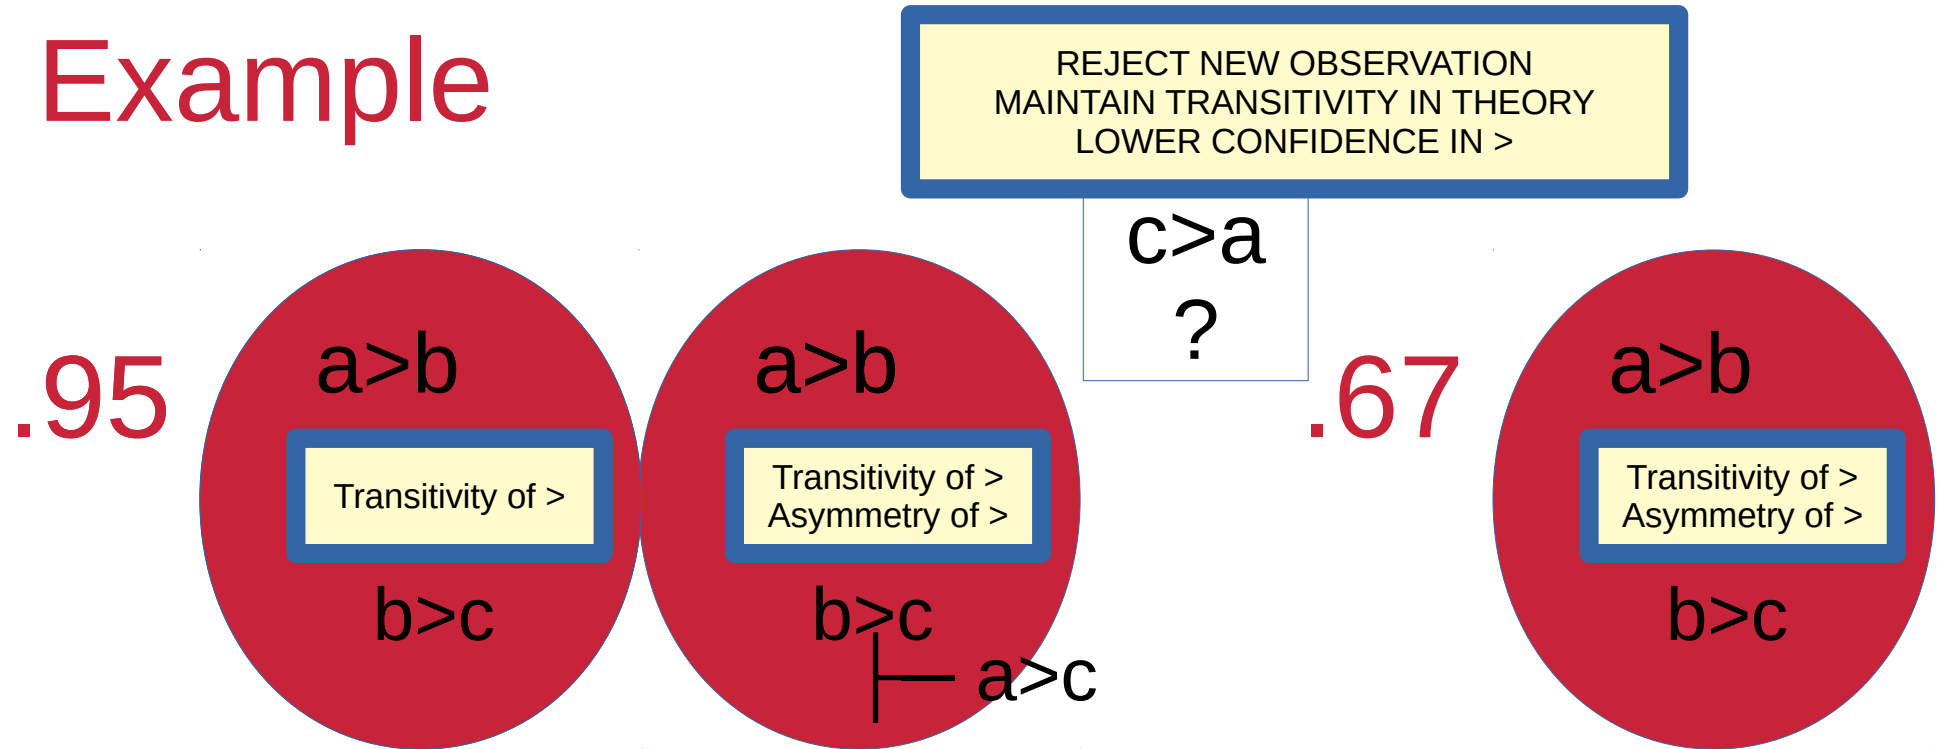 Example
REJECT NEW OBSERVATION
MAINTAIN TRANSITIVITY IN THEORY
LOWER CONFIDENCE IN >
c>a
?
.95
a>b
Transitivity of >
b>c
a>b
Transitivity of >
Asymmetry of >
b>c
⊢ a>c
.67
a>b
Transitivity of >
Asymmetry of >
b>c